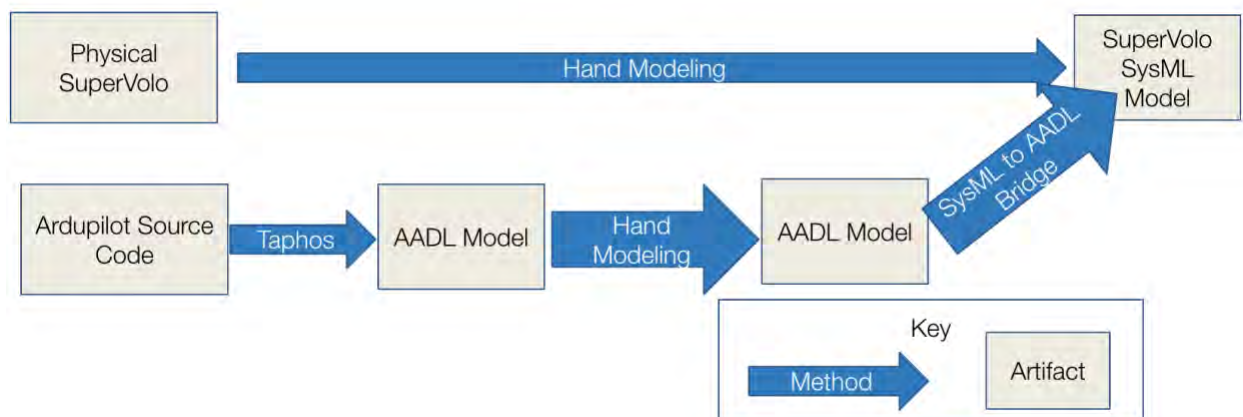 Physical
SuperVolo
Hand Modeling
SuperVolo
SysML
Model
SysML to AADL
Bridge
Ardupilot Source
Code
Taphos
AADL Model
Hand
Modeling
AADL Model
Key
Method
Artifact